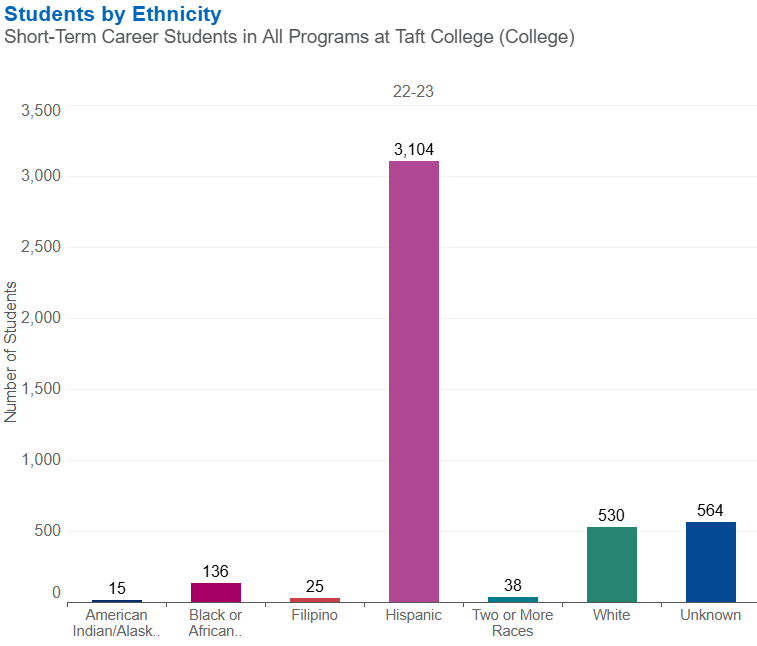 Students by Ethnicity
Short-Term Career Students in All Programs at Taft College (College)
22-23
Number of Students
3,500
3,000
2,500
2,000
1,500
1,000
500
0
15
136
25
3,104
38
530
564
American
Indian/Alask..
Black or
African..
Filipino
Hispanic
Two or More
Races
White
Unknown